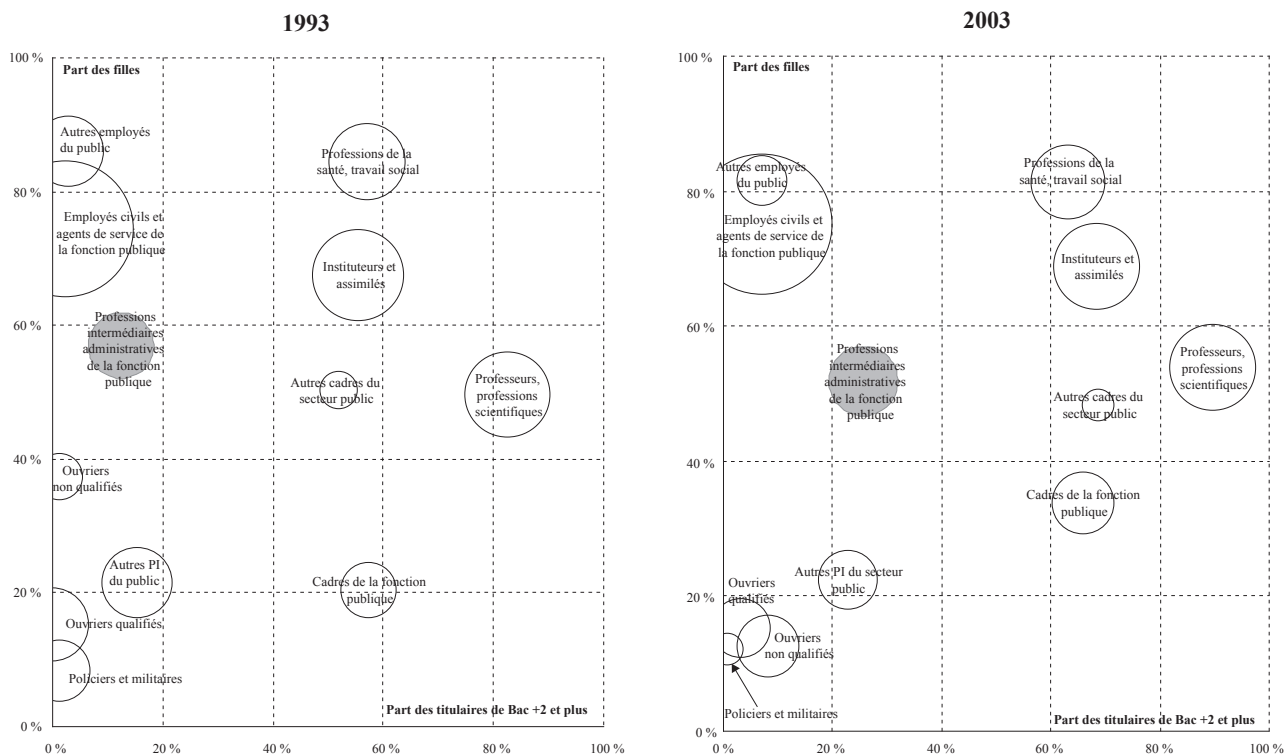 1993
100 %
Part des filles
Autres employés
du public
Professions de la
santé, travail social
80 %
Employés civils et
agents de service de
la fonction publique
Instituteurs et
assimilés
60 %
Professions
intermédiaires
administratives
de la fonction
publique
Autres cadres du
secteur public
Professeurs,
professions
scientifiques
40 %
Ouvriers
non qualifiés
Autres PI
du public
Cadres de la fonction
publique
20 %
Ouvriers qualifiés
Policiers et militaires
Part des titulaires de Bac +2 et plus
0 %
0 %
20 %
40 %
60 %
80 %
100 %
2003
100 %
Part des filles
Autres employés
du public
Professions de la
santé, travail social
80 %
Employés civils et
agents de service de
la fonction publique
Instituteurs et
assimilés
60 %
Professions
intermédiaires
administratives
de la fonction
publique
Professeurs,
professions
scientifiques
Autres cadres du
secteur public
40 %
Cadres de la fonction
publique
Autres PI du secteur
public
Ouvriers
qualifiés
20 %
Ouvriers
non qualifiés
Policiers et militaires
Part des titulaires de Bac +2 et plus
0 %
0 %
20 %
40 %
60 %
80 %
100 %